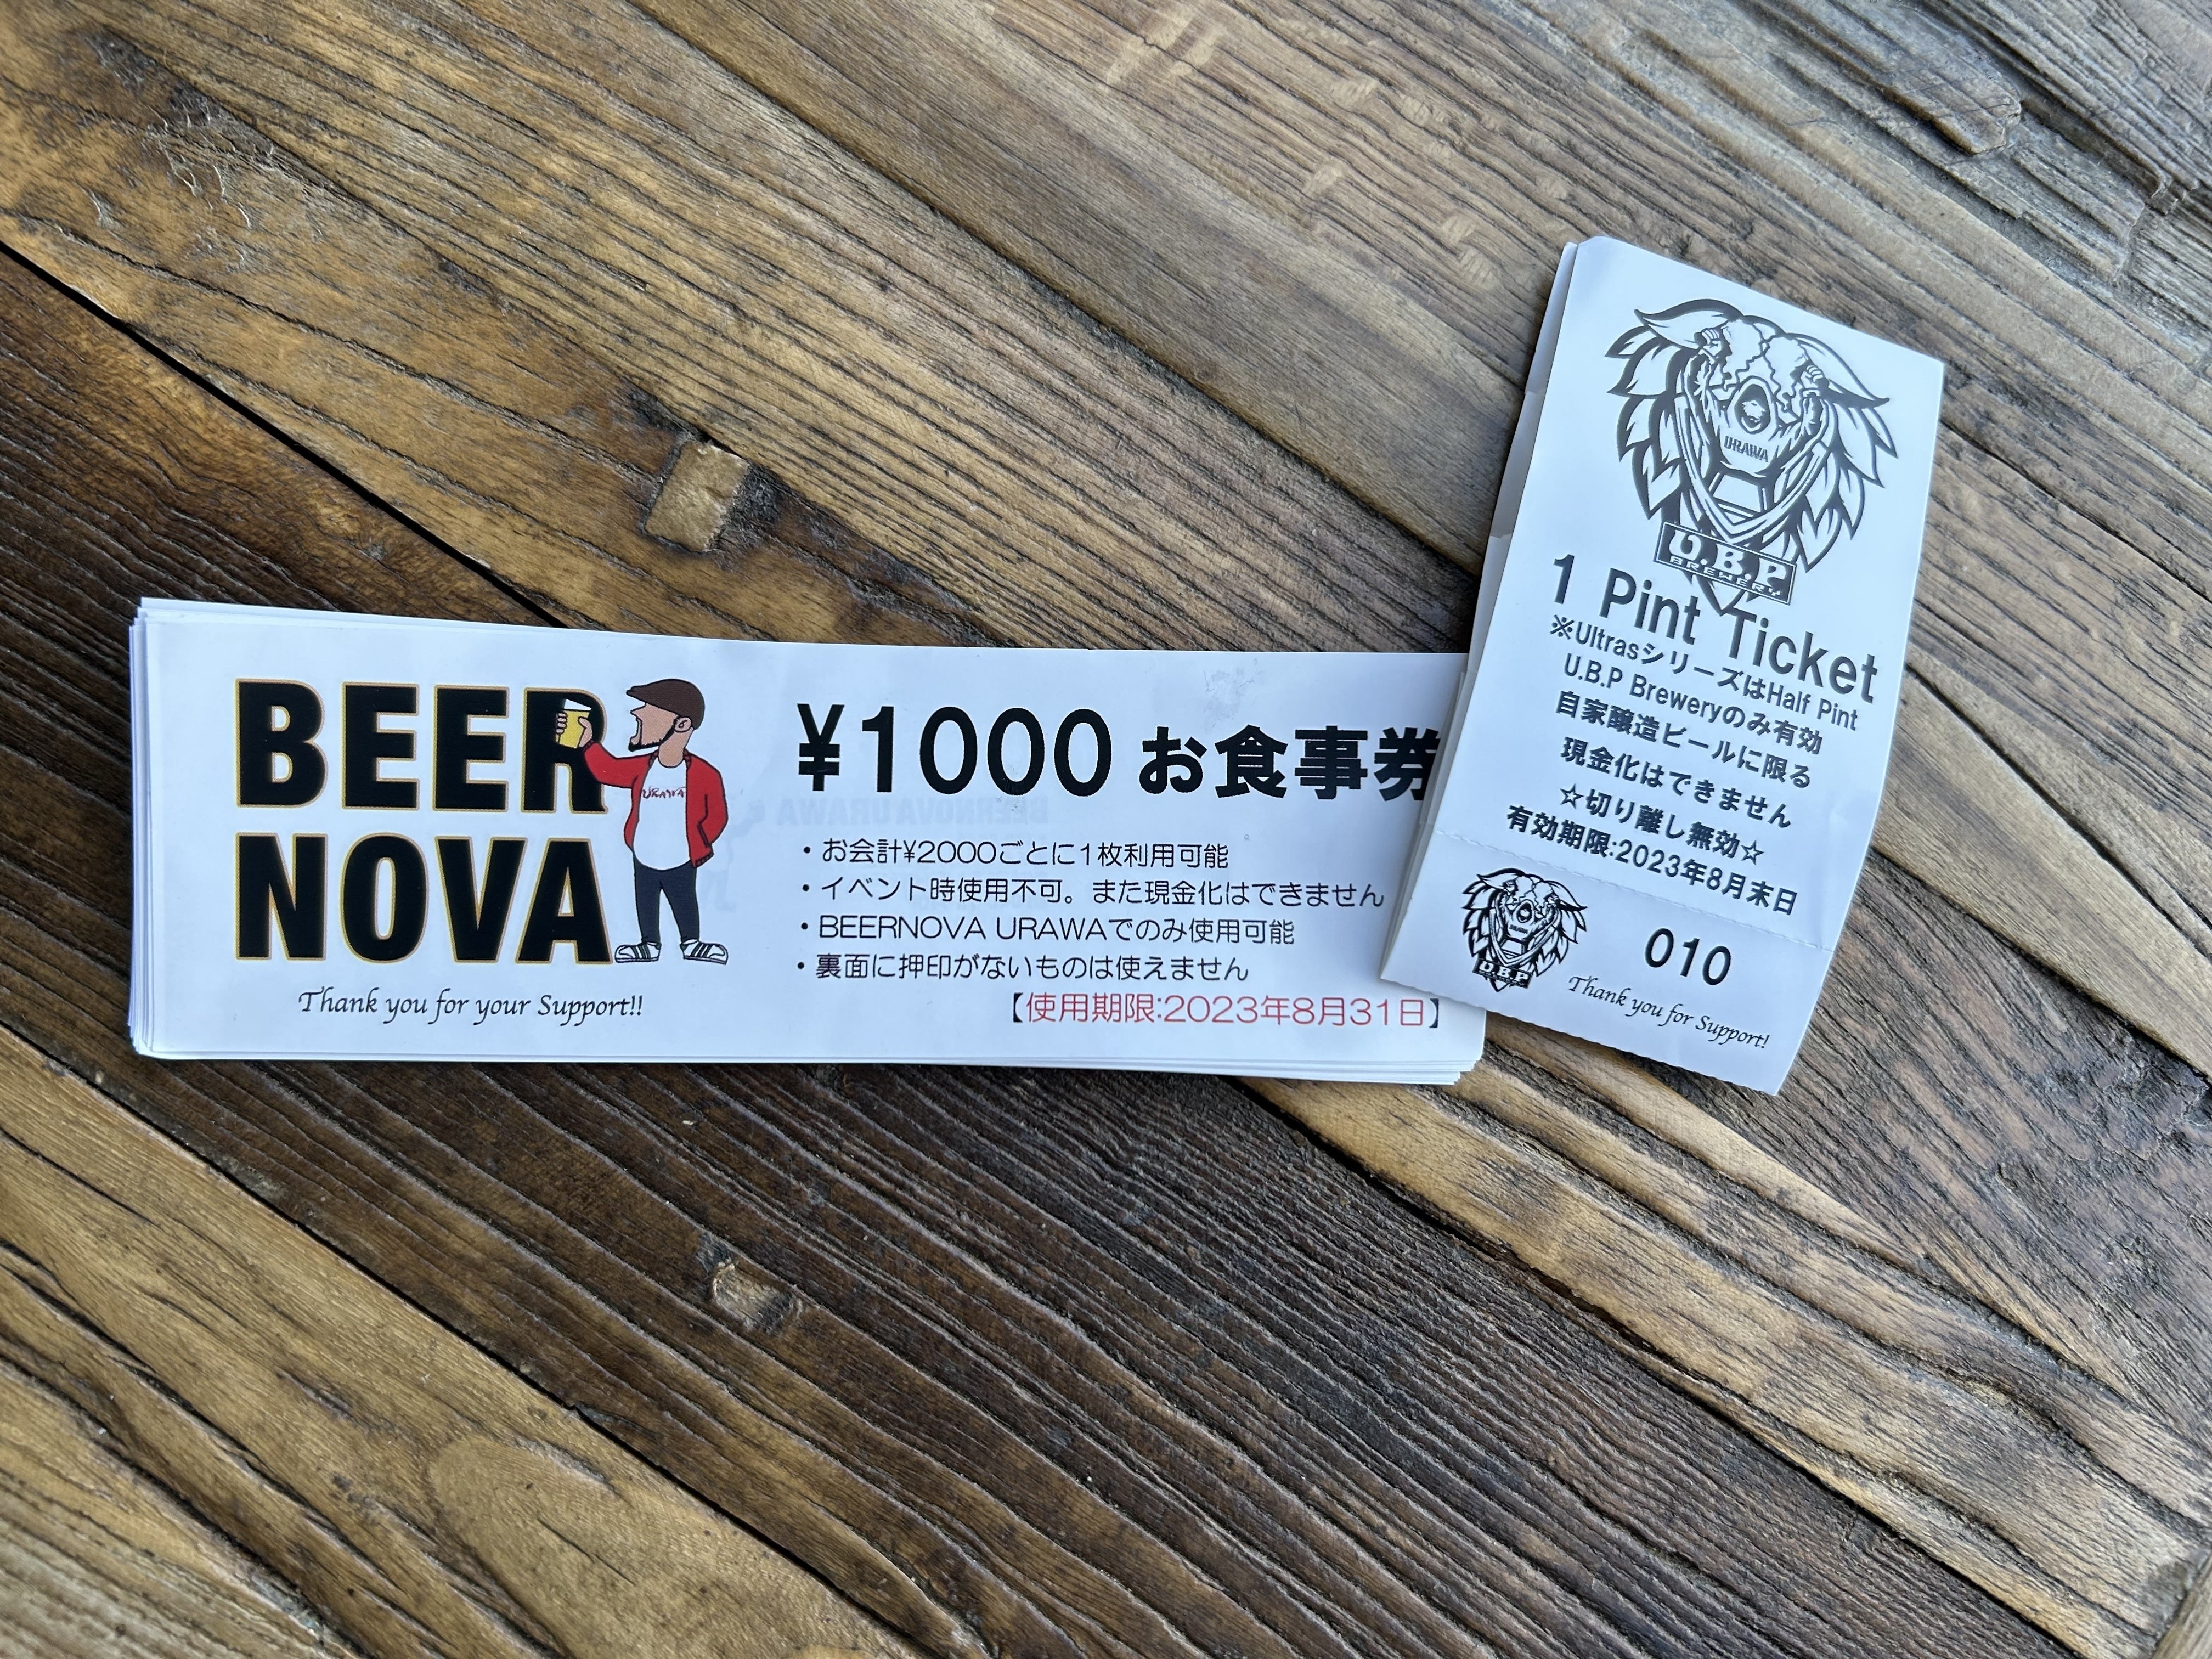 BEER
NOVA
URAWA
Thank you for your Support!!
¥1000 お食事券
・お会計¥2000ごとに1枚利用可能
・イベント時使用不可。また現金化はできません
・BEERNOVA URAWAでのみ使用可能
・裏面に押印がないものは使えません
【使用期限:2023年8月31日】
URAWA
U.B.P
BREWERY
1 Pint Ticket
※UltrasシリーズはHalf Pint
U.B.P Breweryのみ有効
自家醸造ビールに限る
現金化はできません
☆切り離し無効☆
有効期限:2023年8月末日
U.B.P
010
Thank you for Support!